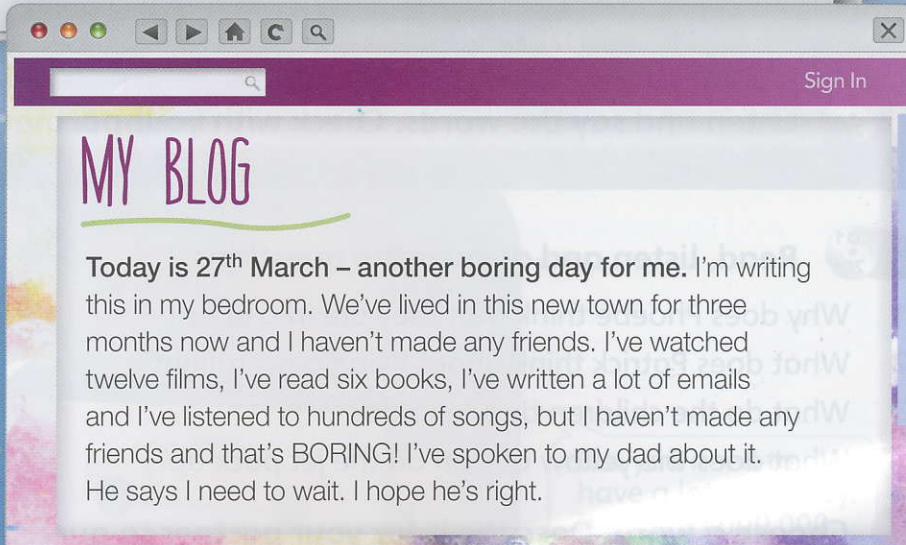 Sign In
MY BLOG
Today is 27th March – another boring day for me. I'm writing
this in my bedroom. We've lived in this new town for three
months now and I haven't made any friends. I've watched
twelve films, I've read six books, I've written a lot of emails
and I've listened to hundreds of songs, but I haven't made any
friends and that's BORING! I've spoken to my dad about it.
He says I need to wait. I hope he's right.